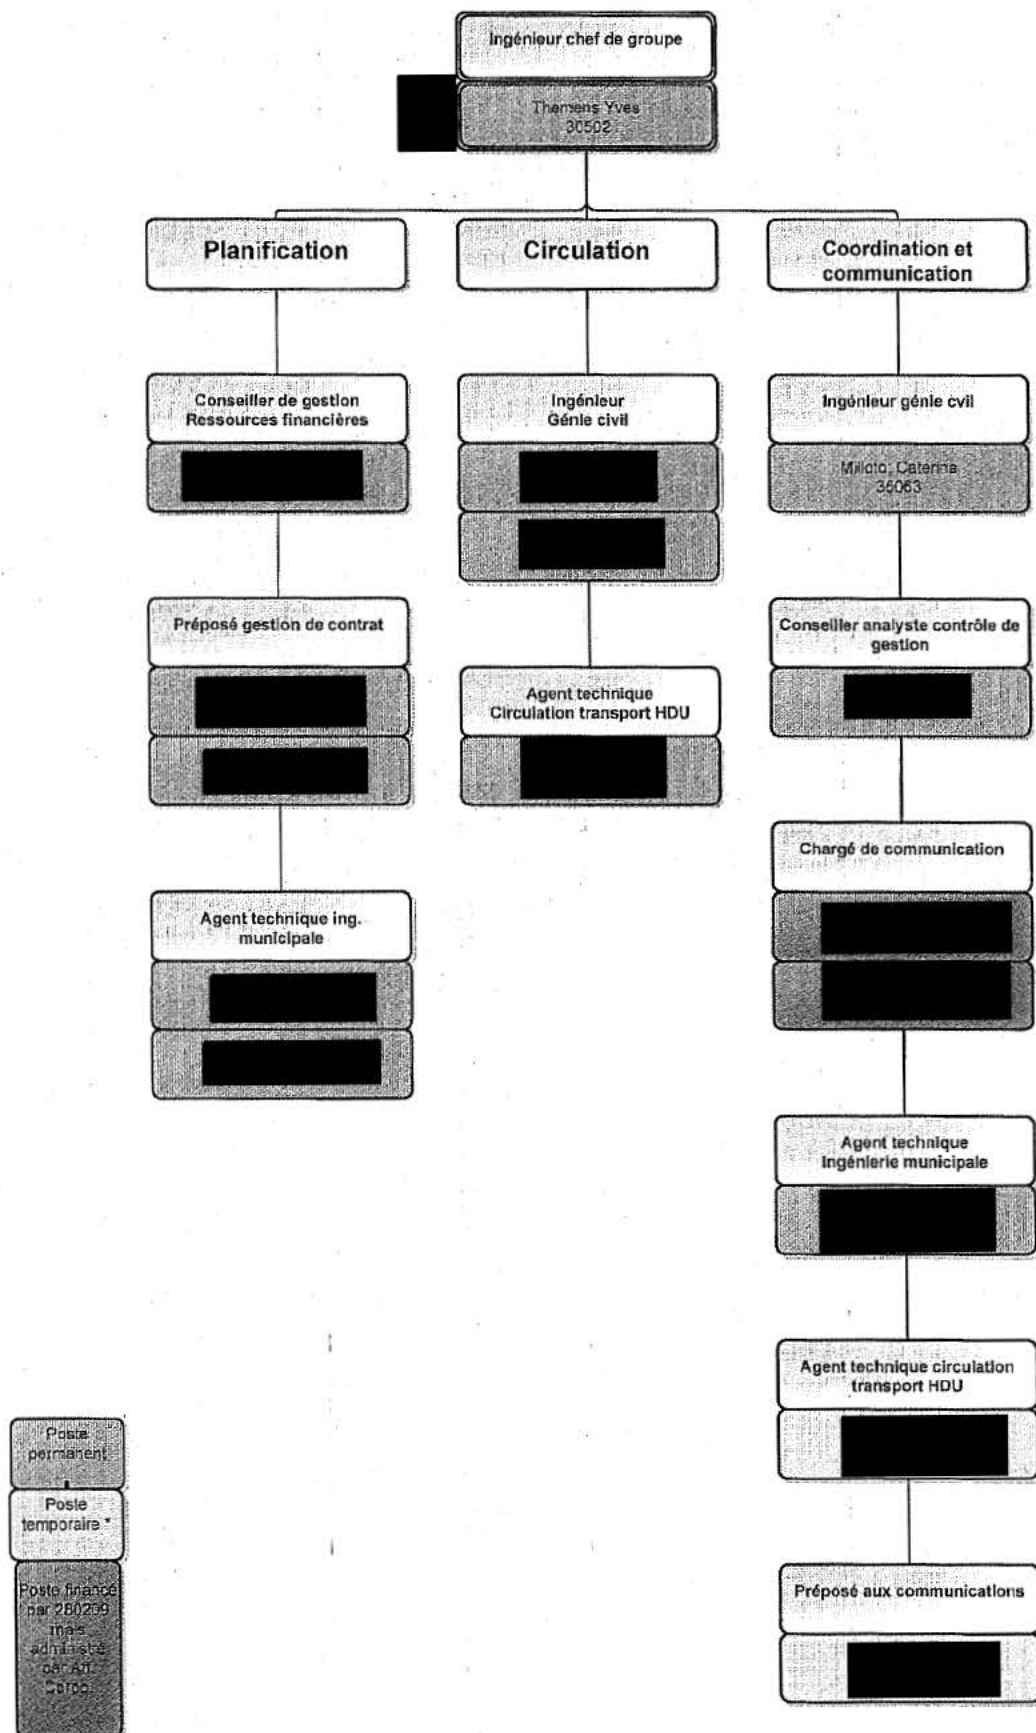 Ingénieur chef de groupe
Themens Yves
30502
Planification
Circulation
Coordination et
communication
Conseiller de gestion
Ressources financières
Ingénieur
Génie civil
Ingénieur génie cvil
Milioto, Caterina
35063
Préposé gestion de contrat
Agent technique
Circulation transport HDU
Conseiller analyste contrôle de
gestion
Chargé de communication
Agent technique ing.
municipale
Agent technique
Ingénierie municipale
Agent technique circulation
transport HDU
Préposé aux communications
Poste
permanent
Poste
temporaire *
Poste financé
par 280209
mais
administré
par Aff.
Corpo.